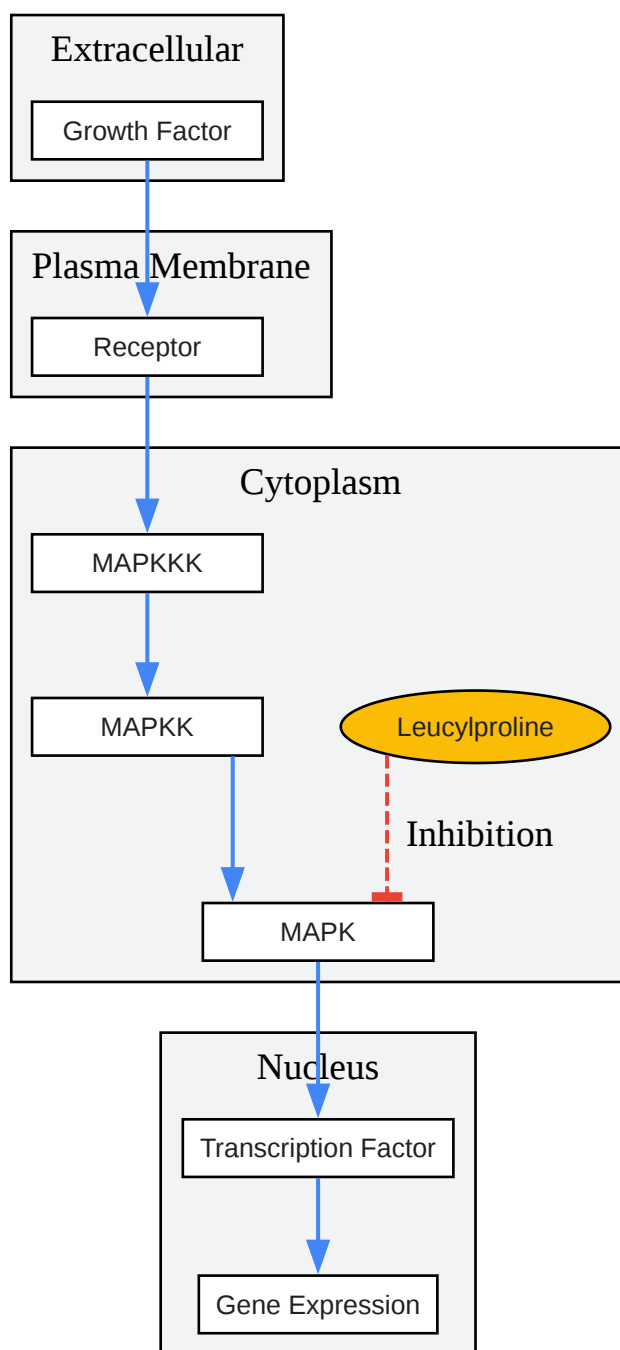 Extracellular
Growth Factor
Plasma Membrane
Receptor
Cytoplasm
MAPKKK
MAPKK
Leucylproline
Inhibition
MAPK
Nucleus
Transcription Factor
Gene Expression